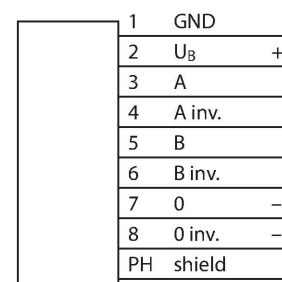 1 GND
2 U_B +
3 A
4 A inv.
5 B
6 B inv.
7 0 –
8 0 inv. –
PH shield